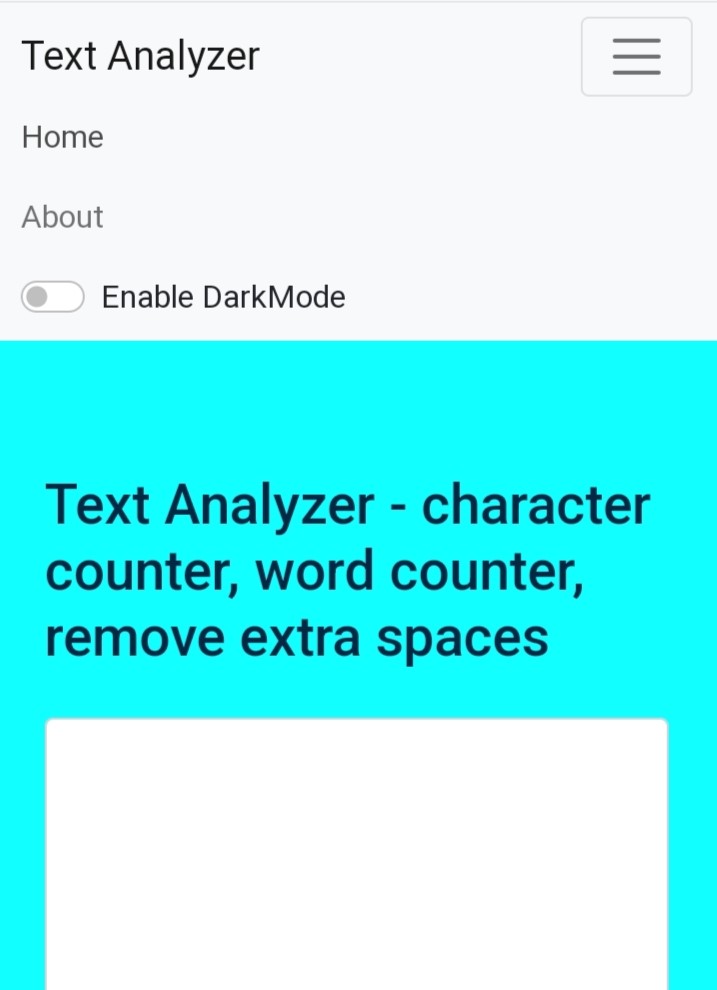 Text Analyzer
Home
About
Enable DarkMode
Text Analyzer - character
counter, word counter,
remove extra spaces